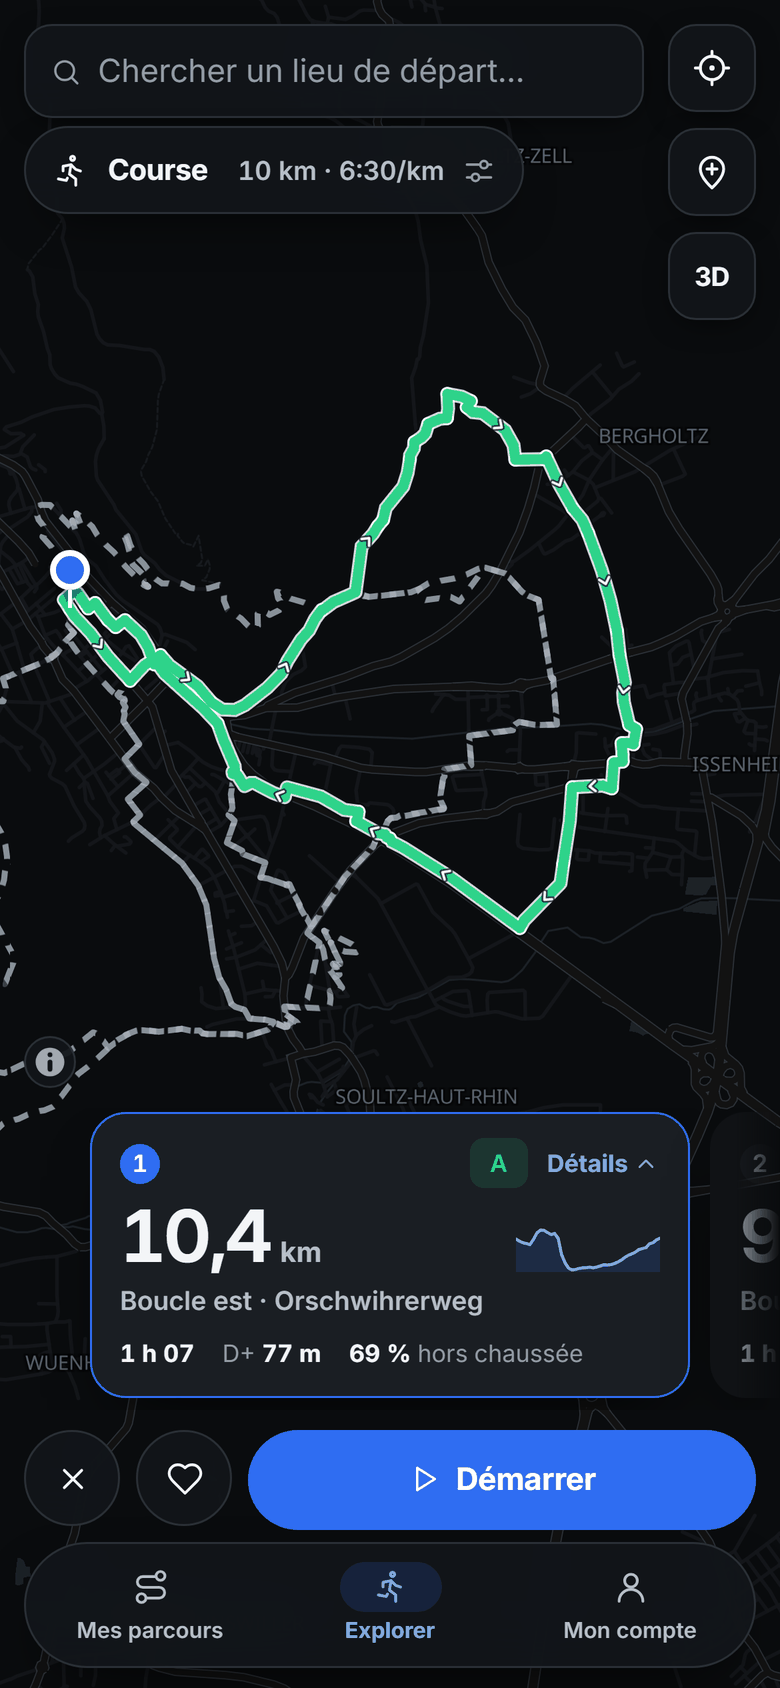 Chercher un lieu de départ...
Course 10 km · 6:30/km
Z-ZELL
3D
BERGHOLTZ
ISSENHEI
SOULTZ-HAUT-RHIN
1 A Détails
2
10,4 km
9
Boucle est · Orschwihrerweg
Bou
1 h 07 D+ 77 m 69 % hors chaussée
1 h
WUENH
Démarrer
Mes parcours Explorer Mon compte